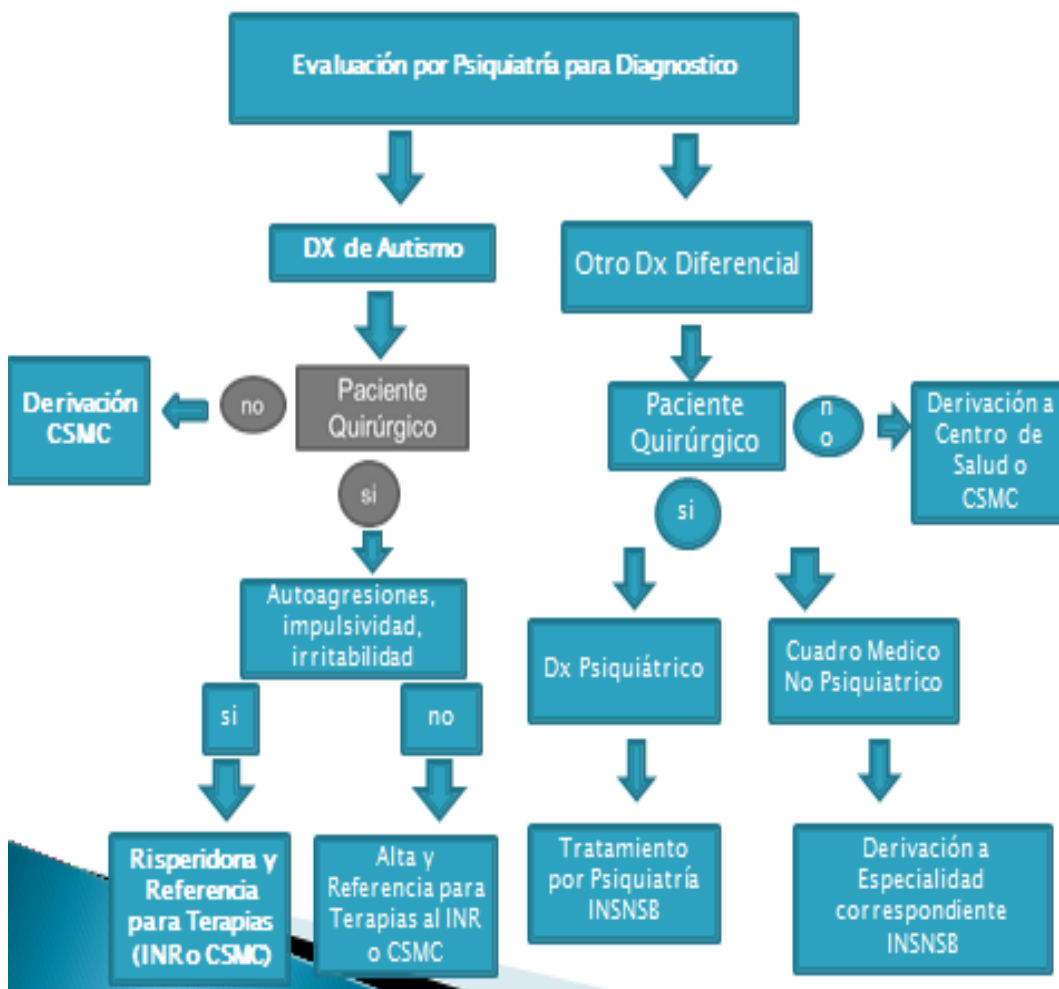 Evaluación por Psiquiatría para Diagnostico
DX de Autismo
Otro Dx Diferencial
Derivación
CSMC
no
Paciente
Quirúrgico
si
Paciente
Quirúrgico
n
o
Derivación a
Centro de
Salud o
CSMC
si
Autoagresiones,
impulsividad,
irritabilidad
si
no
Dx Psiquiátrico
Cuadro Medico
No Psiquiatrico
Risperidona y
Referencia
para Terapias
(INR o CSMC)
Alta y
Referencia para
Terapias al INR
o CSMC
Tratamiento
por Psiquiatría
INSNSB
Derivación a
Especialidad
correspondiente
INSNSB